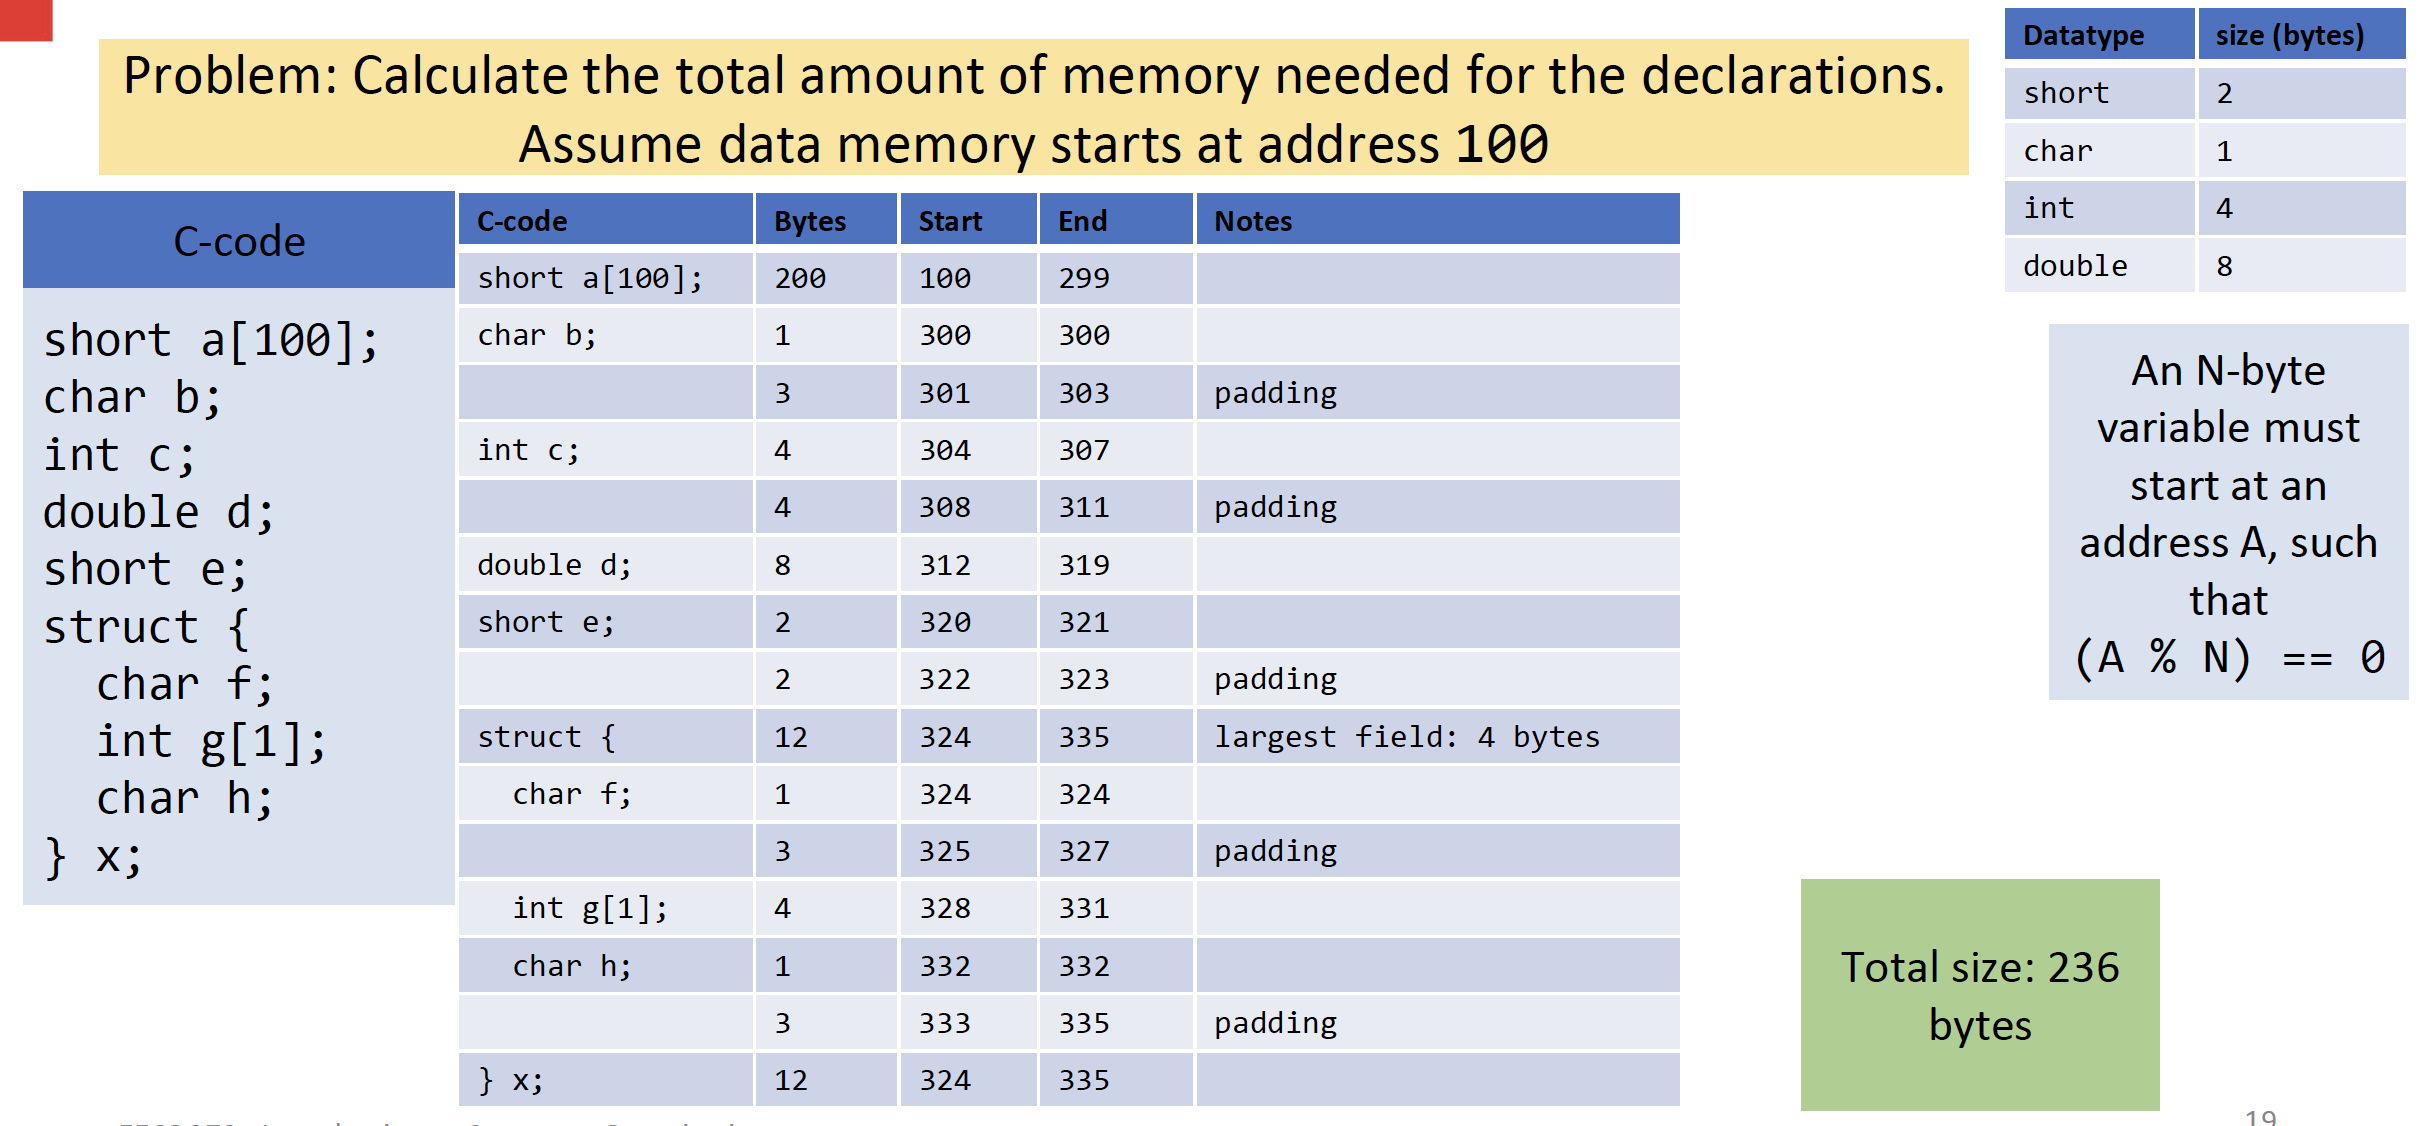 Problem: Calculate the total amount of memory needed for the declarations.
Assume data memory starts at address 100
Datatype size (bytes)
short 2
char 1
int 4
double 8
C-code
short a[100];
char b;
int c;
double d;
short e;
struct {
char f;
int g[1];
char h;
} x;
C-code Bytes Start End Notes
short a[100]; 200 100 299
char b; 1 300 300
3 301 303 padding
int c; 4 304 307
4 308 311 padding
double d; 8 312 319
short e; 2 320 321
2 322 323 padding
struct { 12 324 335 largest field: 4 bytes
char f; 1 324 324
3 325 327 padding
int g[1]; 4 328 331
char h; 1 332 332
3 333 335 padding
} x; 12 324 335
An N-byte
variable must
start at an
address A, such
that
(A % N) == 0
Total size: 236
bytes
19